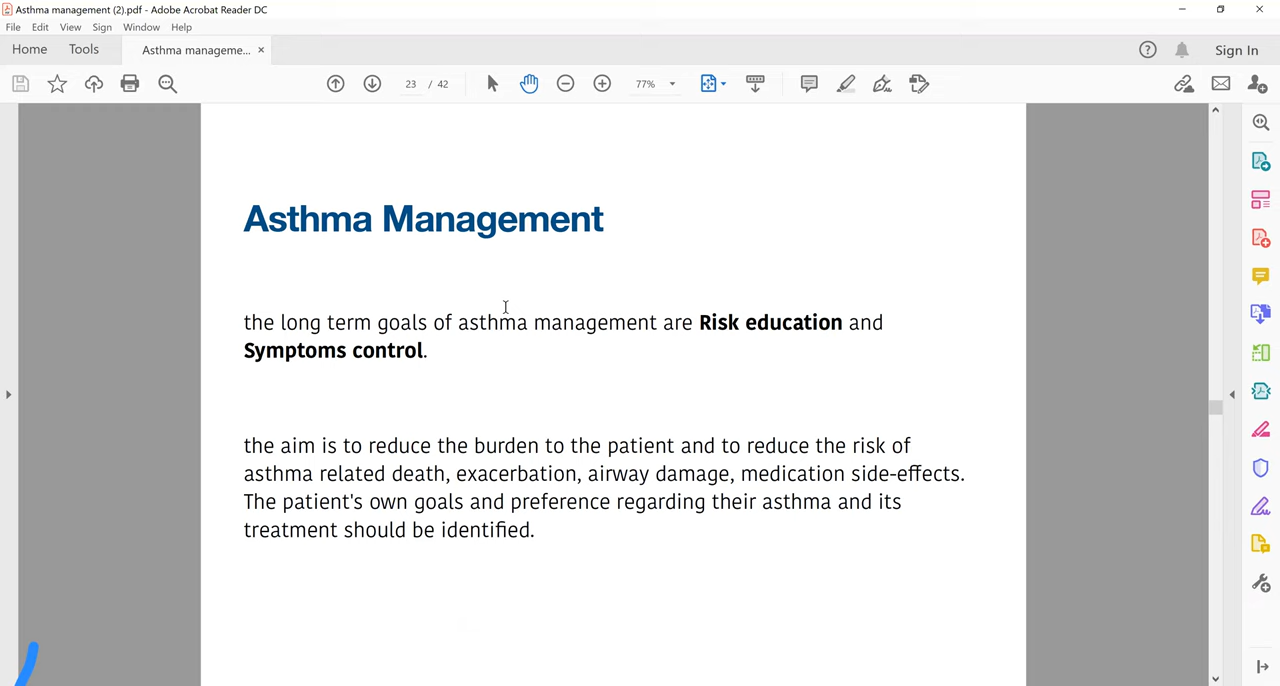 Asthma management (2).pdf - Adobe Acrobat Reader DC
File Edit View Sign Window Help
Home Tools Asthma manageme... × Sign In
23 / 42 77%
Asthma Management
the long term goals of asthma management are Risk education and
Symptoms control.
the aim is to reduce the burden to the patient and to reduce the risk of
asthma related death, exacerbation, airway damage, medication side-effects.
The patient's own goals and preference regarding their asthma and its
treatment should be identified.